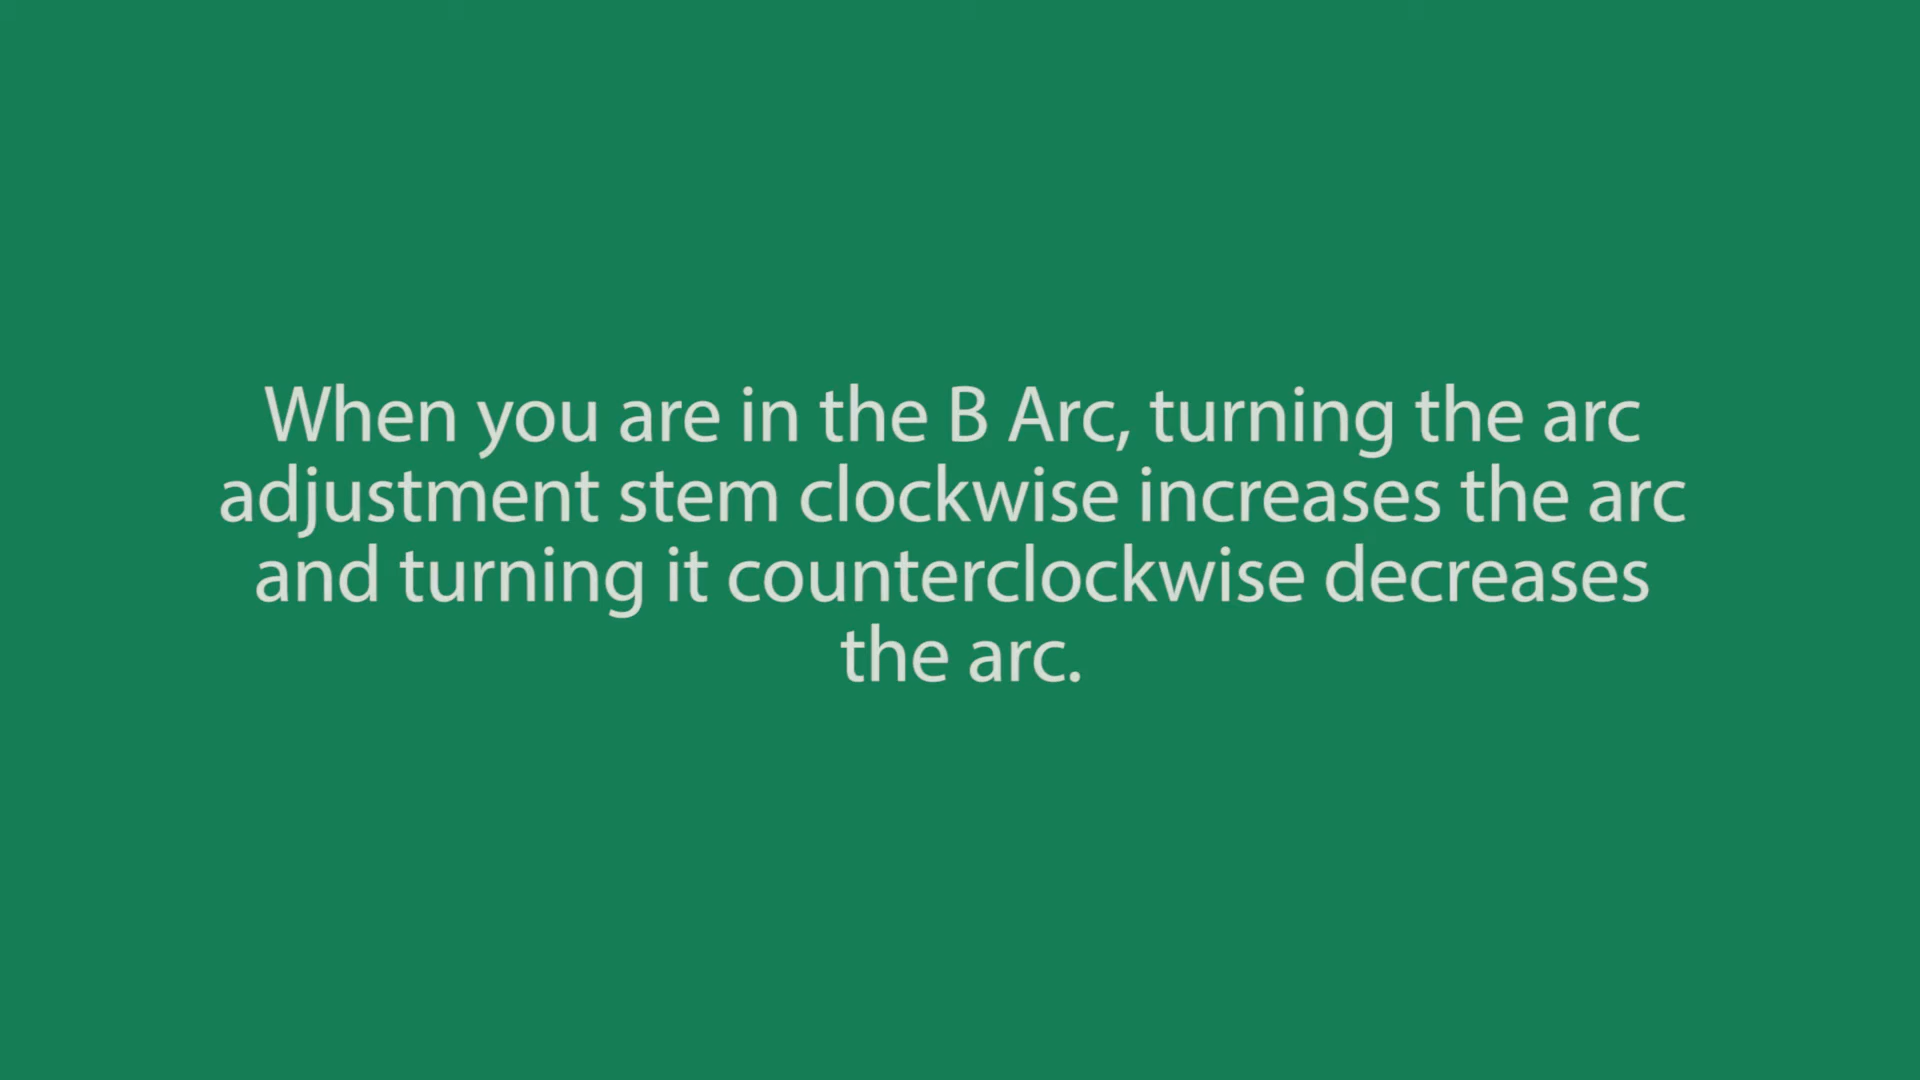 When you are in the B Arc, turning the arc
adjustment stem clockwise increases the arc
and turning it counterclockwise decreases
the arc.